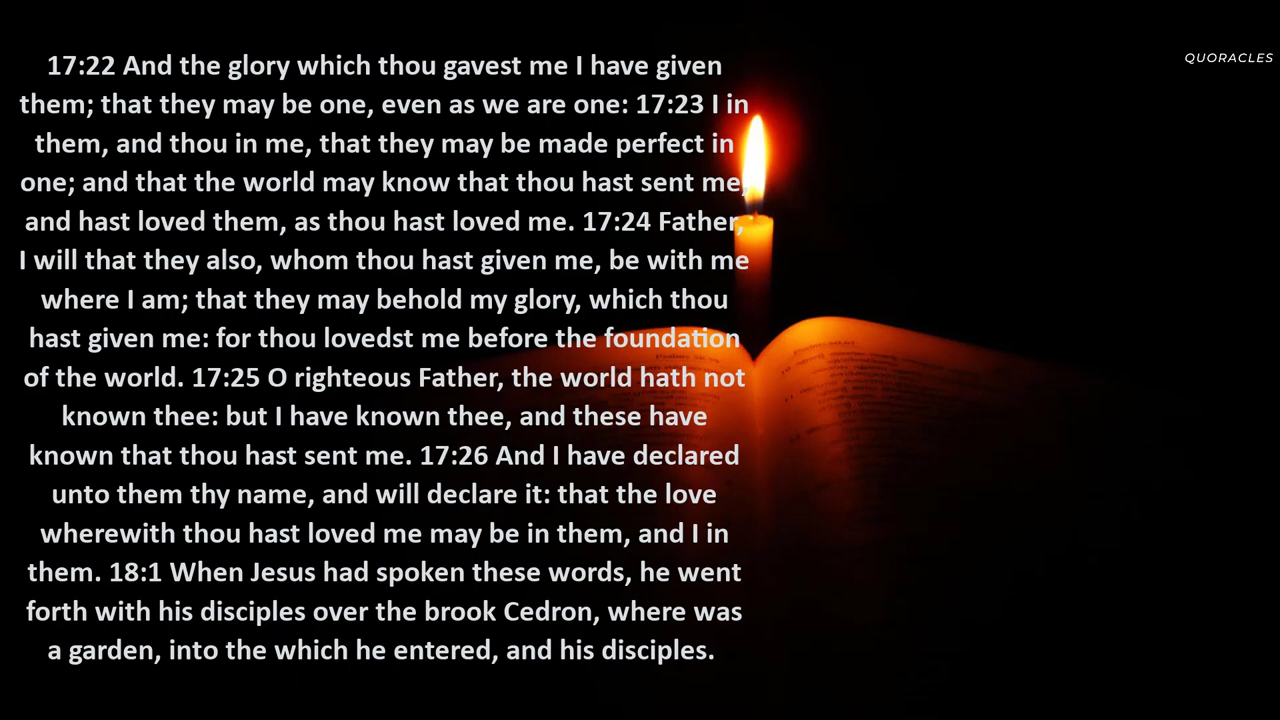 17:22 And the glory which thou gavest me I have given
them; that they may be one, even as we are one: 17:23 I in
them, and thou in me, that they may be made perfect in
one; and that the world may know that thou hast sent me,
and hast loved them, as thou hast loved me. 17:24 Father,
I will that they also, whom thou hast given me, be with me
where I am; that they may behold my glory, which thou
hast given me: for thou lovedst me before the foundation
of the world. 17:25 O righteous Father, the world hath not
known thee: but I have known thee, and these have
known that thou hast sent me. 17:26 And I have declared
unto them thy name, and will declare it: that the love
wherewith thou hast loved me may be in them, and I in
them. 18:1 When Jesus had spoken these words, he went
forth with his disciples over the brook Cedron, where was
a garden, into the which he entered, and his disciples.
QUORACLES